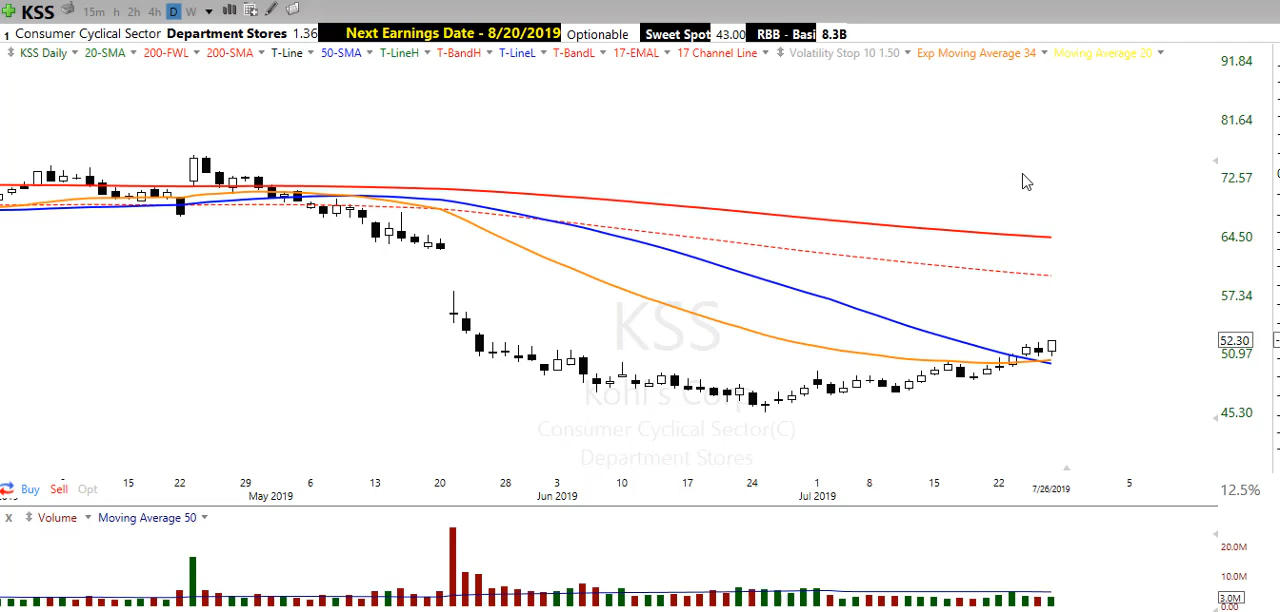 KSS 15m h 2h 4h D W
1 Consumer Cyclical Sector Department Stores 1.36 Next Earnings Date - 8/20/2019 Optionable Sweet Spot 43.00 RBB - Basi 8.3B
KSS Daily 20-SMA 200-FWL 200-SMA T-Line 50-SMA T-LineH T-BandH T-LineL T-BandL 17-EMAL 17 Channel Line Volatility Stop 10 1.50 Exp Moving Average 34 Moving Average 20
91.84
81.64
72.57
64.50
57.34
52.30
50.97
45.30
KSS
Kohl's Corp
Consumer Cyclical Sector(C)
Department Stores
15 22 29 6 13 20 28 10 17 24 1 8 15 22 7/26/2019 5
May 2019 Jun 2019 Jul 2019
Buy Sell Opt
12.5%
X Volume Moving Average 50
20.0M
10.0M
3.0M
0.00